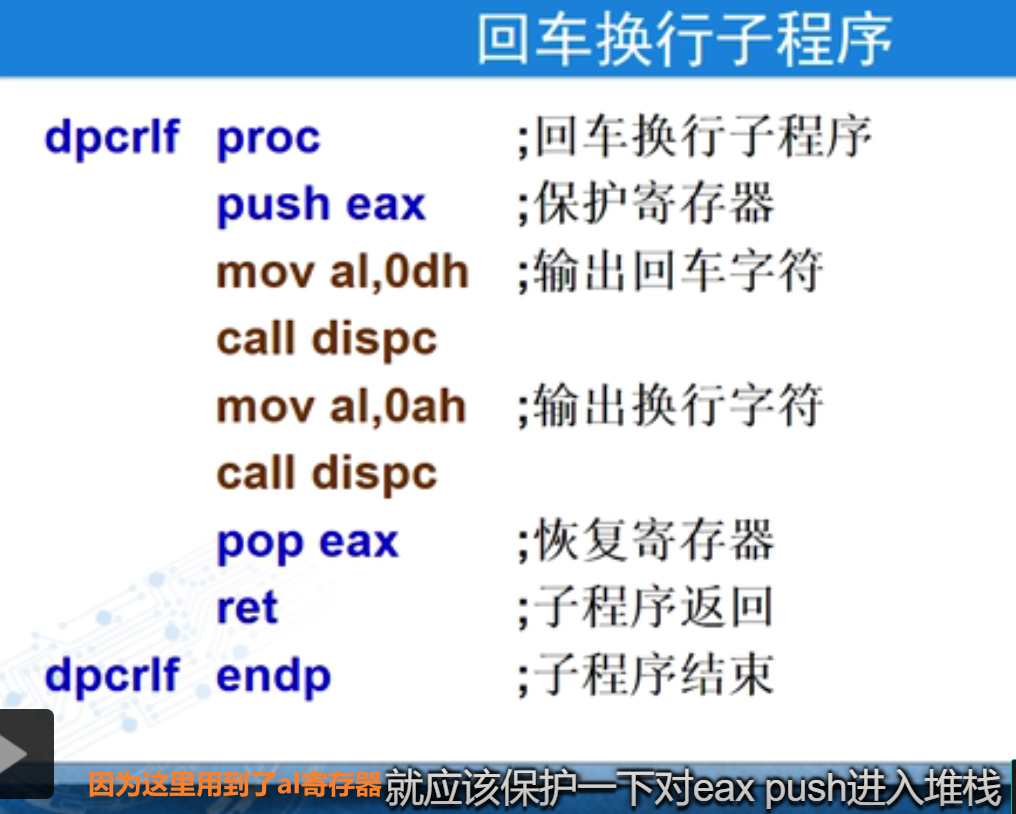 回车换行子程序
dpcrlf proc ;回车换行子程序
push eax ;保护寄存器
mov al,0dh ;输出回车字符
call dispc
mov al,0ah ;输出换行字符
call dispc
pop eax ;恢复寄存器
ret ;子程序返回
dpcrlf endp ;子程序结束
因为这里用到了al寄存器就应该保护一下对eax push进入堆栈